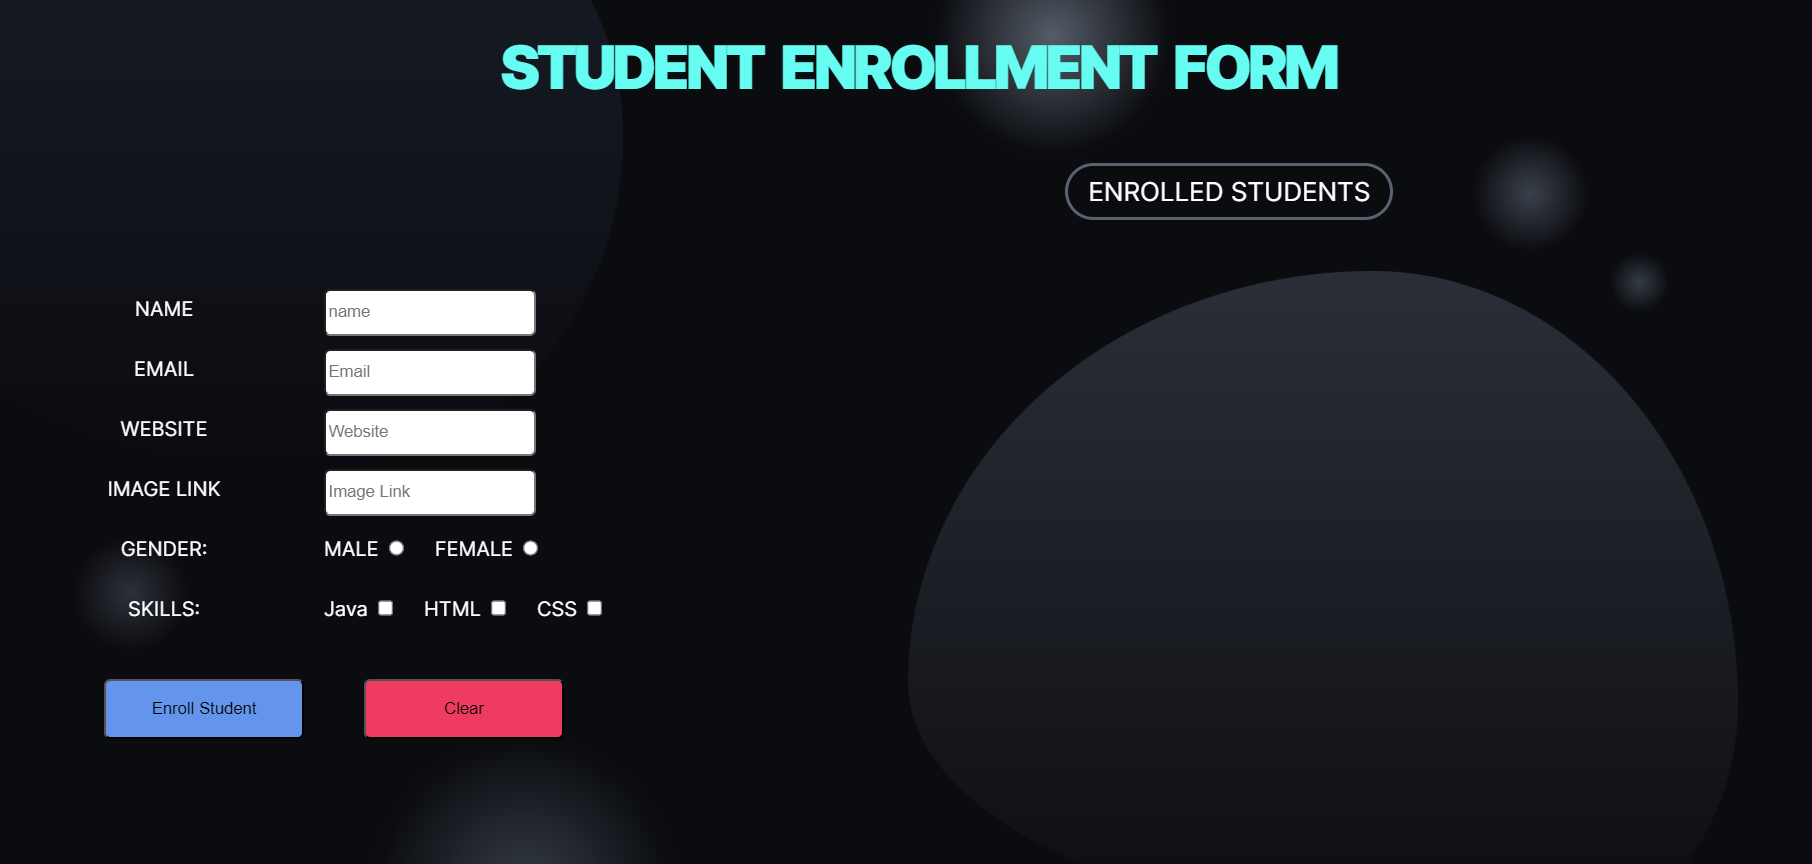 STUDENT ENROLLMENT FORM
ENROLLED STUDENTS
NAME name
EMAIL Email
WEBSITE Website
IMAGE LINK Image Link
GENDER: MALE FEMALE
SKILLS: Java HTML CSS
Enroll Student Clear